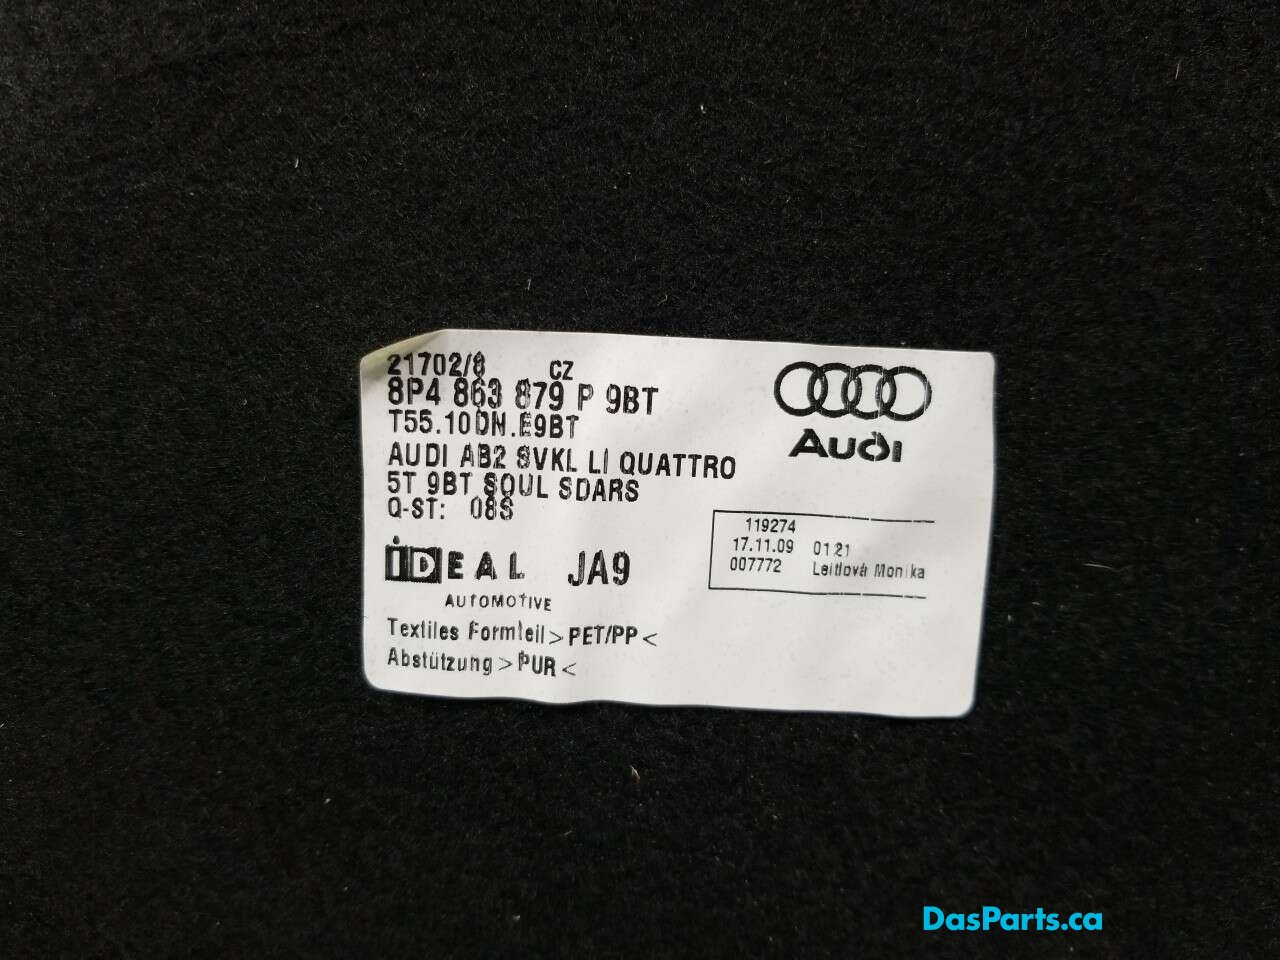 21702/8 CZ
8P4 863 879 P 9BT
T55.10DN.E9BT
AUDI AB2 SVKL LI QUATTRO
5T 9BT SOUL SDARS
Q-ST: 08S
iDEAL JA9
AUTOMOTIVE
Textiles Formteil >PET/PP<
Abstützung >PUR<
Audi
119274
17.11.09 01:21
007772 Leitlová Monika
DasParts.ca